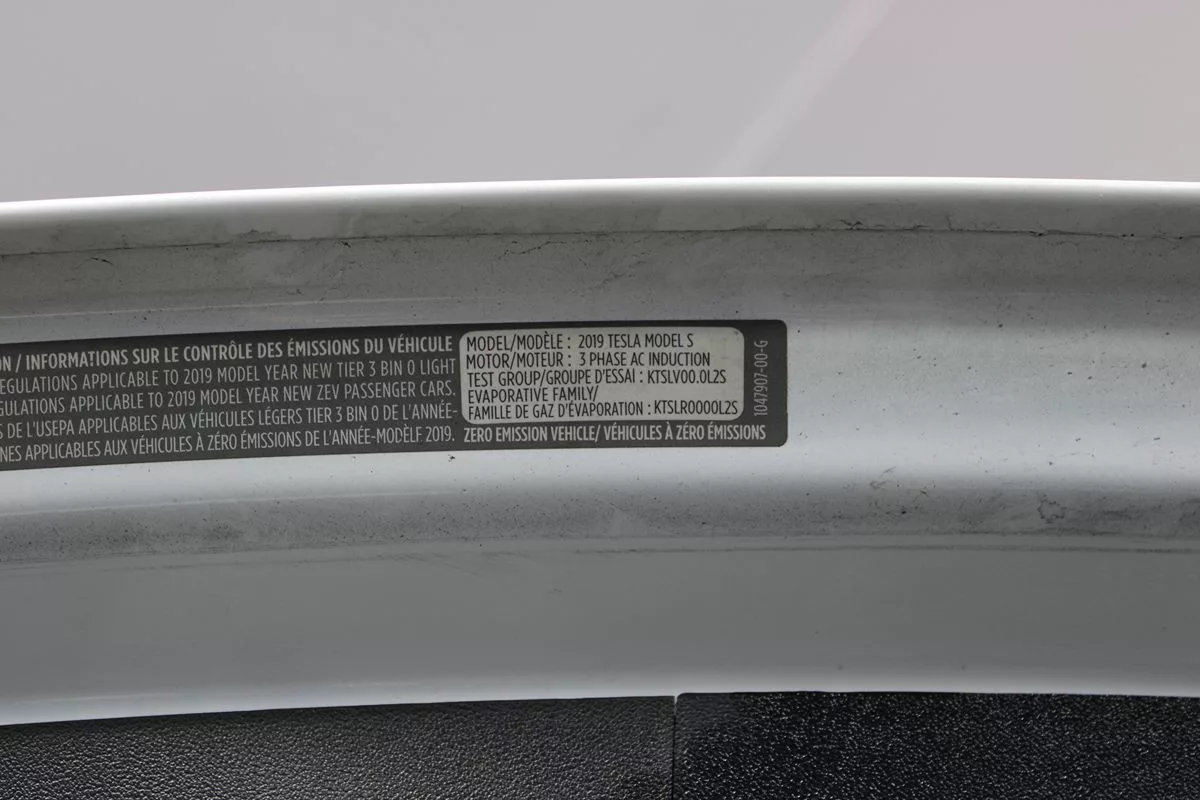 ON / INFORMATIONS SUR LE CONTRÔLE DES ÉMISSIONS DU VÉHICULE
EGULATIONS APPLICABLE TO 2019 MODEL YEAR NEW TIER 3 BIN 0 LIGHT
GULATIONS APPLICABLE TO 2019 MODEL YEAR NEW ZEV PASSENGER CARS.
S DE L'USEPA APPLICABLES AUX VÉHICULES LÉGERS TIER 3 BIN 0 DE L'ANNÉE-
NES APPLICABLES AUX VÉHICULES À ZÉRO ÉMISSIONS DE L'ANNÉE-MODÈLE 2019.
MODEL/MODÈLE : 2019 TESLA MODEL S
MOTOR/MOTEUR : 3 PHASE AC INDUCTION
TEST GROUP/GROUPE D'ESSAI : KTSLV00.0L2S
EVAPORATIVE FAMILY/
FAMILLE DE GAZ D'ÉVAPORATION : KTSLR0000L2S
ZERO EMISSION VEHICLE/ VÉHICULES À ZÉRO ÉMISSIONS
1047907-00-G